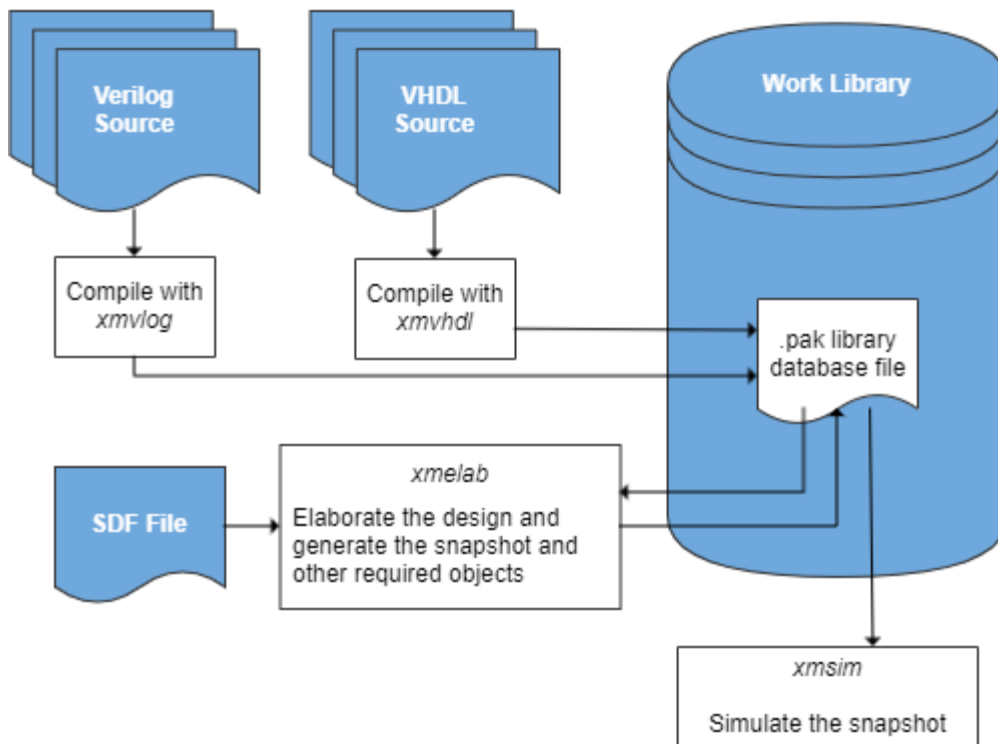 Verilog
Source
VHDL
Source
Work Library
Compile with
xmvlog
Compile with
xmvhdl
.pak library
database file
SDF File
xmelab
Elaborate the design and
generate the snapshot and
other required objects
xmsim
Simulate the snapshot